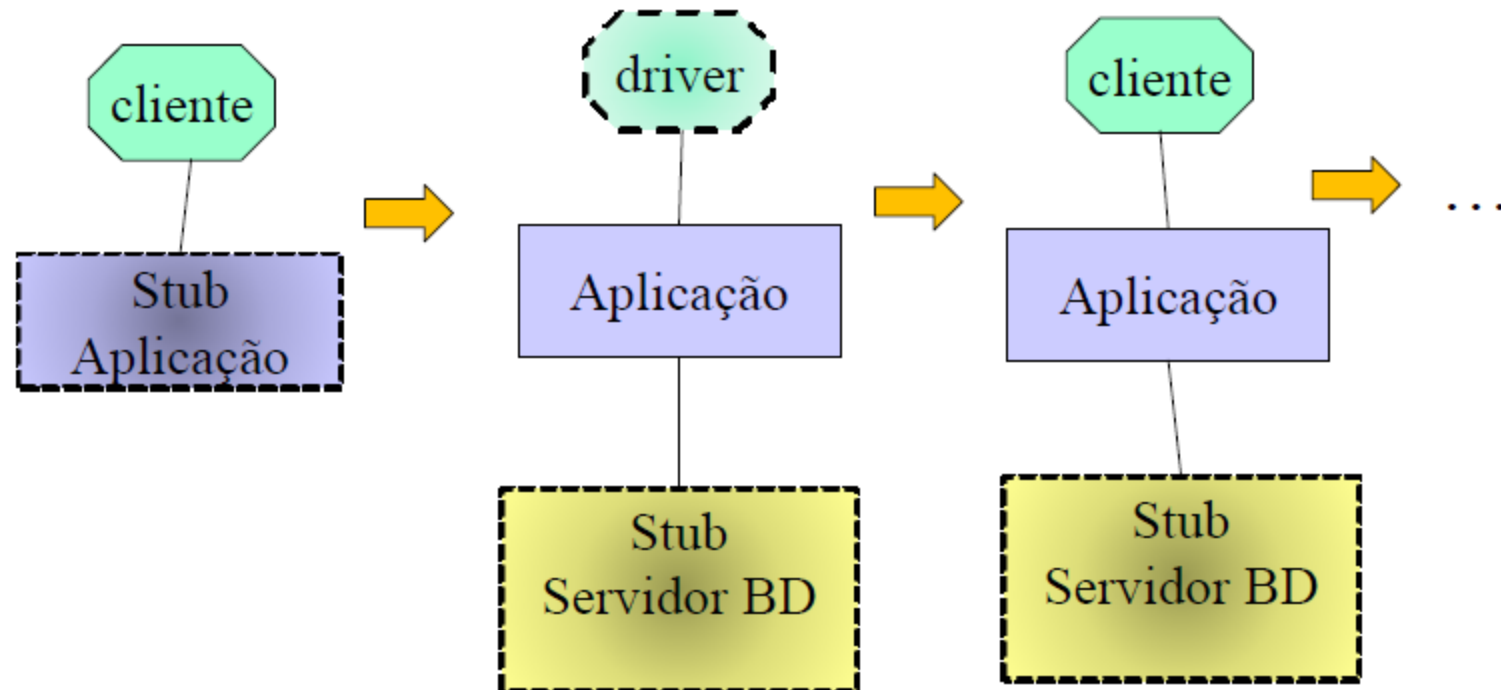 cliente
Stub
Aplicação
driver
Aplicação
Stub
Servidor BD
cliente
Aplicação
Stub
Servidor BD
...